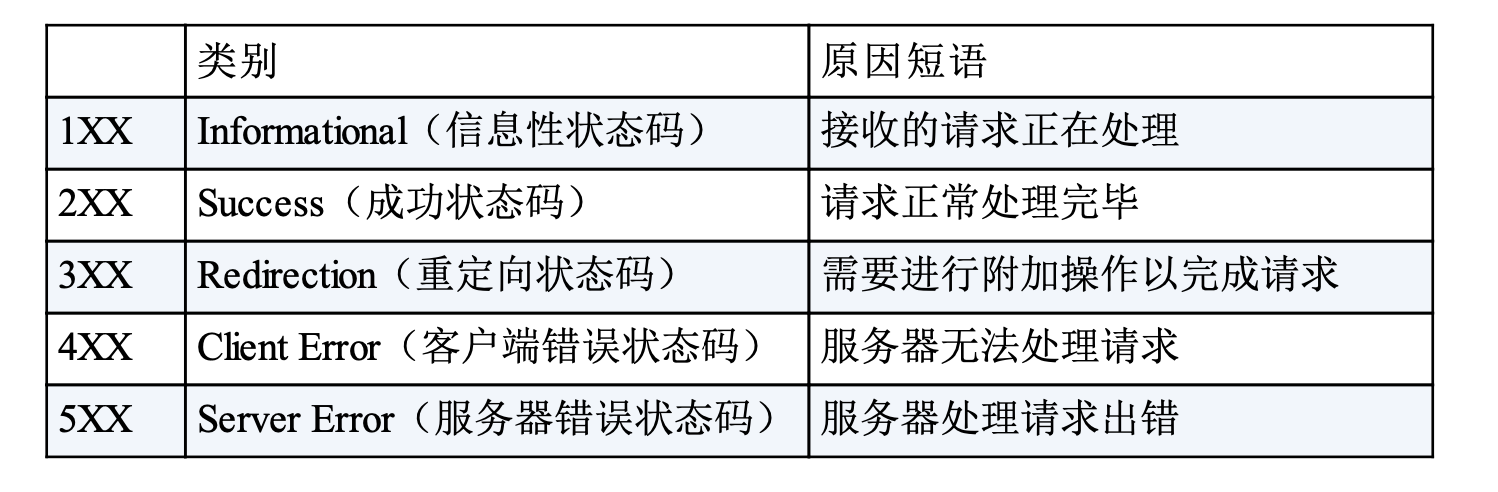 类别 原因短语
1XX Informational（信息性状态码） 接收的请求正在处理
2XX Success（成功状态码） 请求正常处理完毕
3XX Redirection（重定向状态码） 需要进行附加操作以完成请求
4XX Client Error（客户端错误状态码） 服务器无法处理请求
5XX Server Error（服务器错误状态码） 服务器处理请求出错